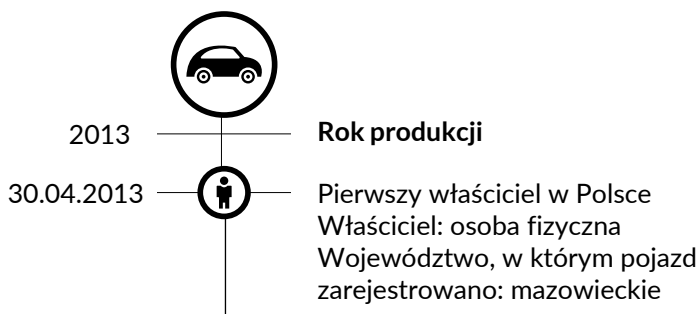 2013 Rok produkcji
30.04.2013 Pierwszy właściciel w Polsce
Właściciel: osoba fizyczna
Województwo, w którym pojazd
zarejestrowano: mazowieckie